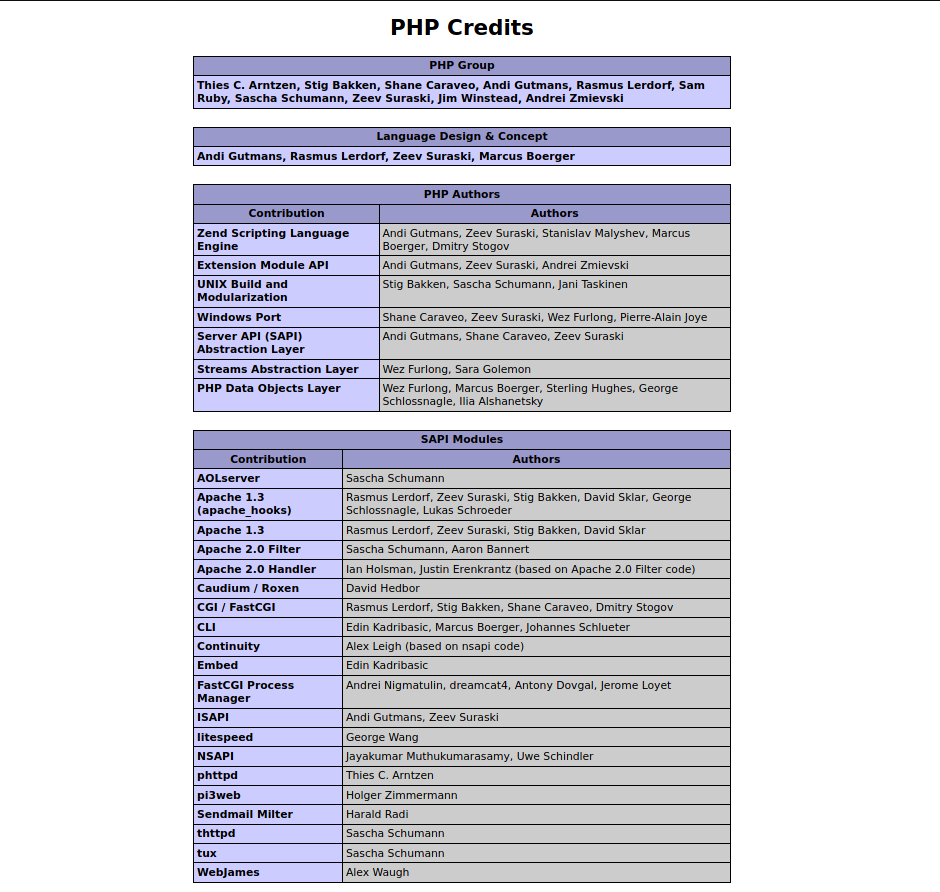 PHP Credits
PHP Group
Thies C. Arntzen, Stig Bakken, Shane Caraveo, Andi Gutmans, Rasmus Lerdorf, Sam
Ruby, Sascha Schumann, Zeev Suraski, Jim Winstead, Andrei Zmievski
Language Design & Concept
Andi Gutmans, Rasmus Lerdorf, Zeev Suraski, Marcus Boerger
PHP Authors
Contribution Authors
Zend Scripting Language
Engine
Andi Gutmans, Zeev Suraski, Stanislav Malyshev, Marcus
Boerger, Dmitry Stogov
Extension Module API Andi Gutmans, Zeev Suraski, Andrei Zmievski
UNIX Build and
Modularization
Stig Bakken, Sascha Schumann, Jani Taskinen
Windows Port Shane Caraveo, Zeev Suraski, Wez Furlong, Pierre-Alain Joye
Server API (SAPI)
Abstraction Layer
Andi Gutmans, Shane Caraveo, Zeev Suraski
Streams Abstraction Layer Wez Furlong, Sara Golemon
PHP Data Objects Layer
Wez Furlong, Marcus Boerger, Sterling Hughes, George
Schlossnagle, Ilia Alshanetsky
SAPI Modules
Contribution Authors
AOLserver Sascha Schumann
Apache 1.3
(apache_hooks)
Rasmus Lerdorf, Zeev Suraski, Stig Bakken, David Sklar, George
Schlossnagle, Lukas Schroeder
Apache 1.3 Rasmus Lerdorf, Zeev Suraski, Stig Bakken, David Sklar
Apache 2.0 Filter Sascha Schumann, Aaron Bannert
Apache 2.0 Handler Ian Holsman, Justin Erenkrantz (based on Apache 2.0 Filter code)
Caudium / Roxen David Hedbor
CGI / FastCGI Rasmus Lerdorf, Stig Bakken, Shane Caraveo, Dmitry Stogov
CLI Edin Kadribasic, Marcus Boerger, Johannes Schlueter
Continuity Alex Leigh (based on nsapi code)
Embed Edin Kadribasic
FastCGI Process
Manager
Andrei Nigmatulin, dreamcat4, Antony Dovgal, Jerome Loyet
ISAPI Andi Gutmans, Zeev Suraski
litespeed George Wang
NSAPI Jayakumar Muthukumarasamy, Uwe Schindler
phttpd Thies C. Arntzen
pi3web Holger Zimmermann
Sendmail Milter Harald Radi
thttpd Sascha Schumann
tux Sascha Schumann
WebJames Alex Waugh